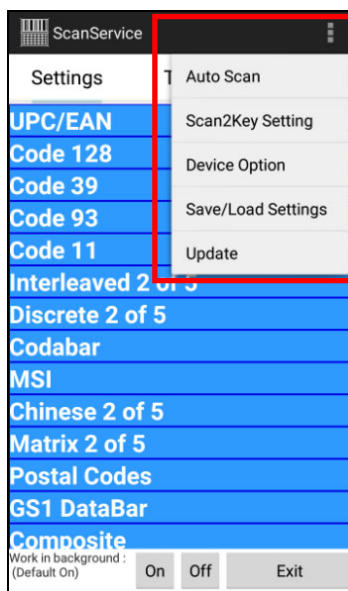 ScanService
Settings
T
Auto Scan
Scan2Key Setting
Device Option
Save/Load Settings
Update
UPC/EAN
Code 128
Code 39
Code 93
Code 11
Interleaved 2 of 5
Discrete 2 of 5
Codabar
MSI
Chinese 2 of 5
Matrix 2 of 5
Postal Codes
GS1 DataBar
Composite
Work in background :
(Default On)
On
Off
Exit